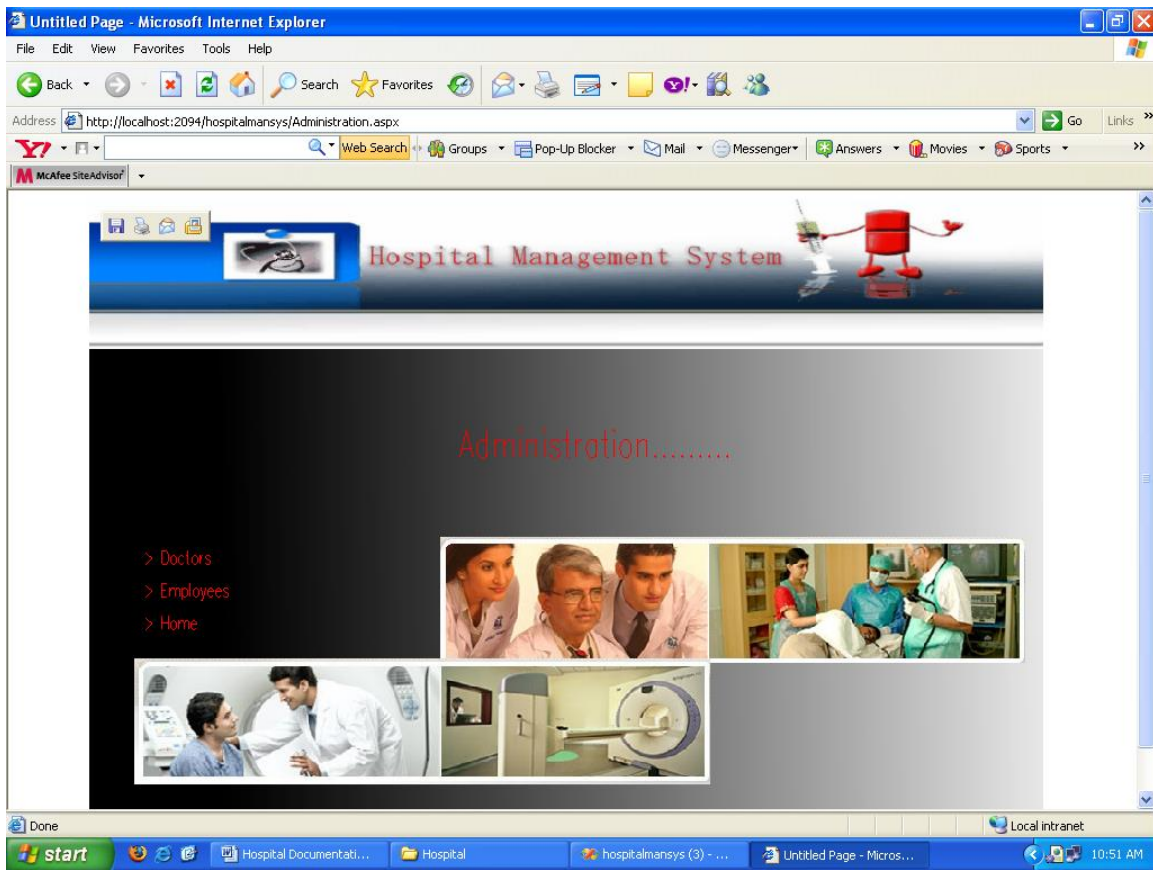 Untitled Page - Microsoft Internet Explorer
File Edit View Favorites Tools Help
Back Search Favorites
Address http://localhost:2094/hospitalmansys/Administration.aspx Go Links »
Y! Web Search Groups Pop-Up Blocker Mail Messenger Answers Movies Sports »
McAfee SiteAdvisor
Hospital Management System
Administration.........
> Doctors
> Employees
> Home
Done Local intranet
start Hospital Documentati... Hospital hospitalmansys (3) - ... Untitled Page - Micros... 10:51 AM